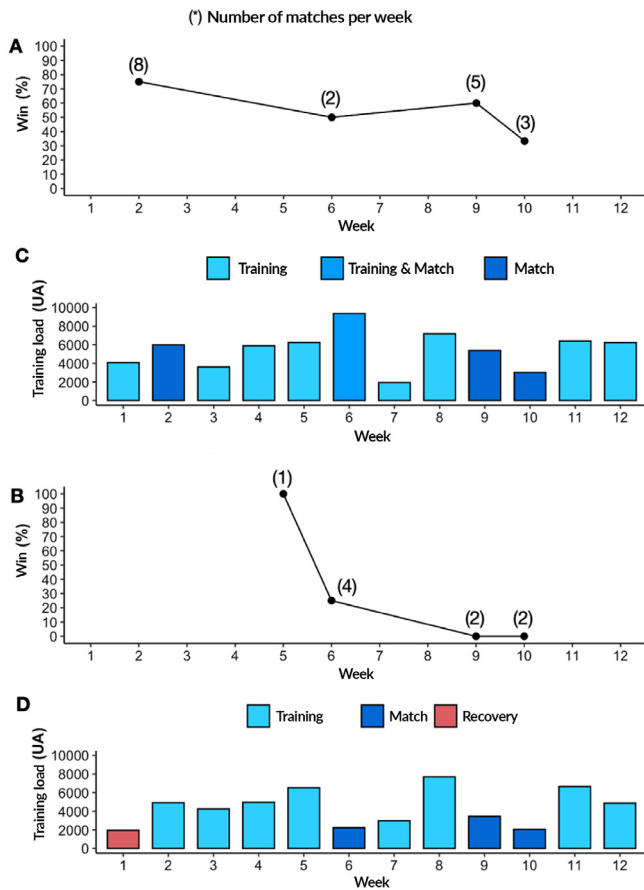 (*) Number of matches per week
A
Win (%)
100
90
80
70
60
50
40
30
20
10
0
(8)
(2)
(5)
(3)
1 2 3 4 5 6 7 8 9 10 11 12
Week
C
Training Training & Match Match
Training load (UA)
10000
8000
6000
4000
2000
0
1 2 3 4 5 6 7 8 9 10 11 12
Week
B
Win (%)
100
90
80
70
60
50
40
30
20
10
0
(1)
(4)
(2)
(2)
1 2 3 4 5 6 7 8 9 10 11 12
Week
D
Training Match Recovery
Training load (UA)
10000
8000
6000
4000
2000
0
1 2 3 4 5 6 7 8 9 10 11 12
Week